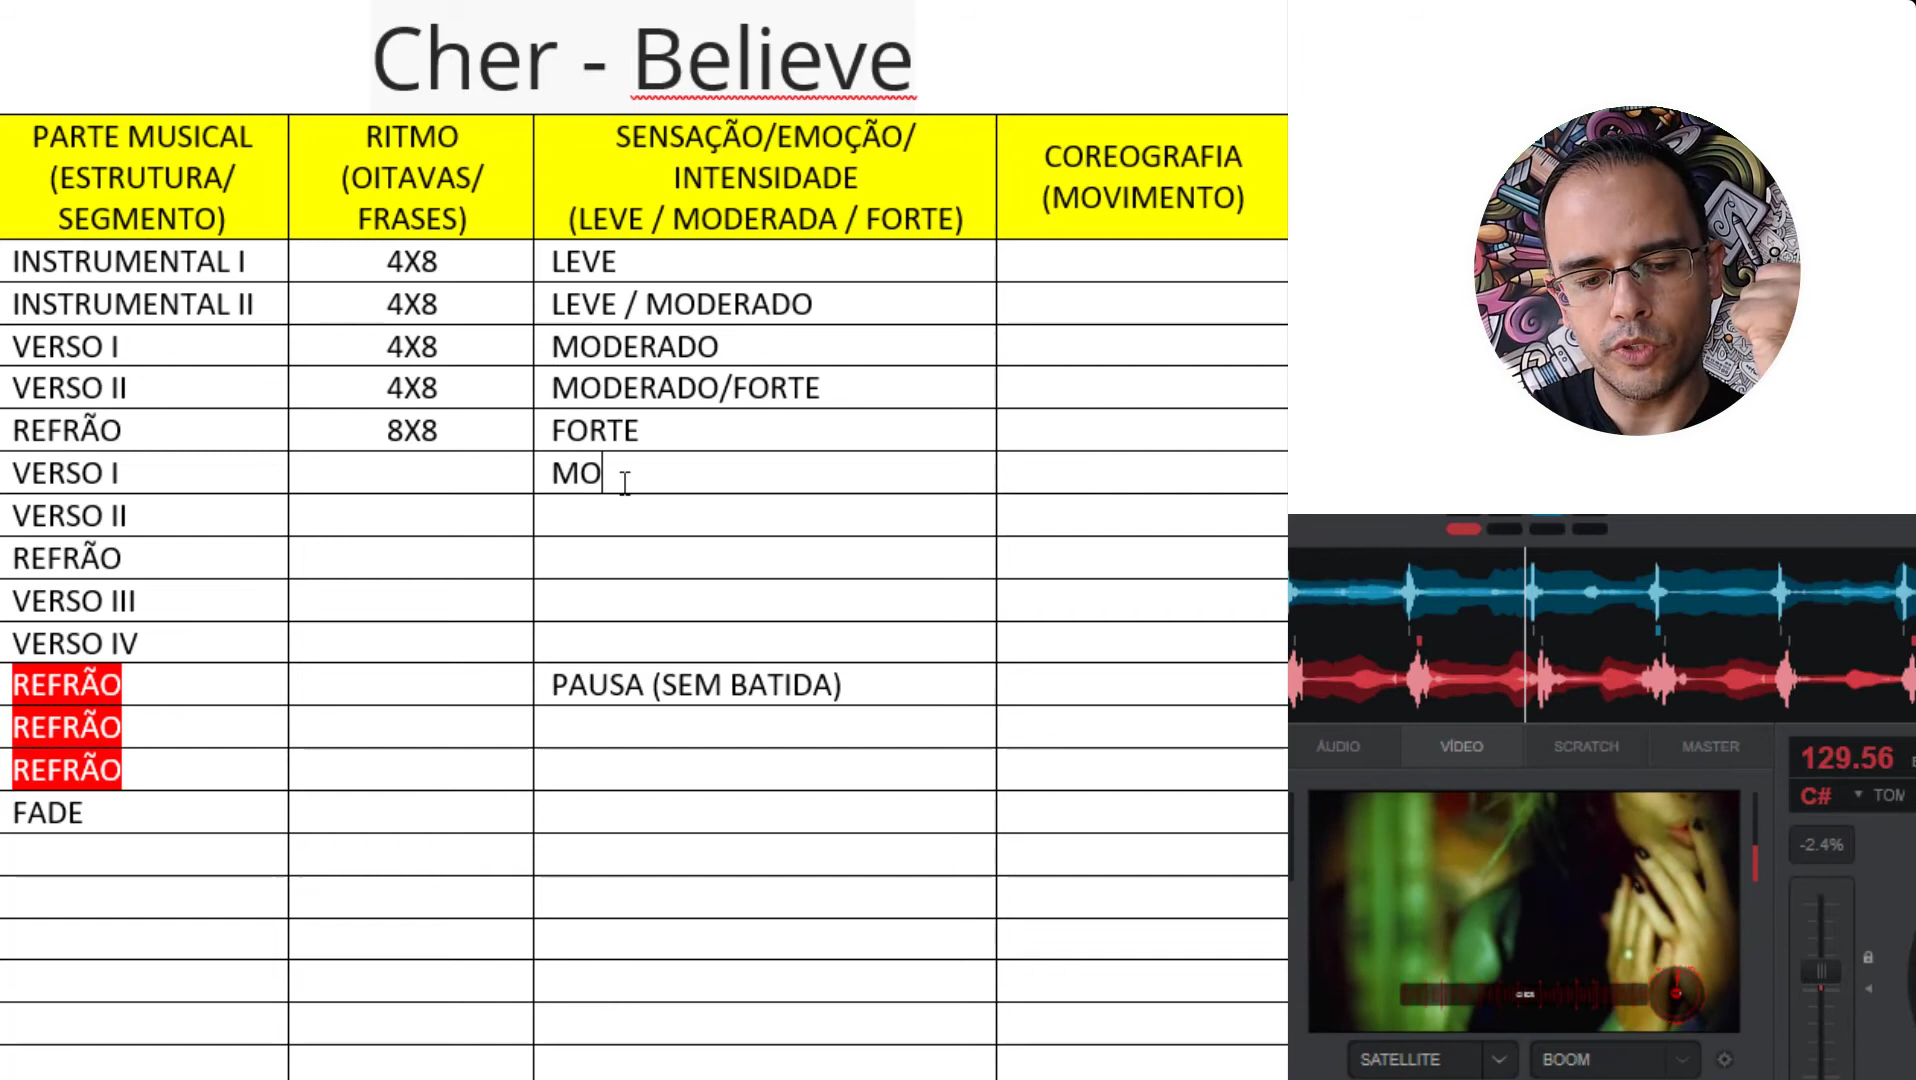 Cher - Believe
PARTE MUSICAL
(ESTRUTURA/
SEGMENTO)
RITMO
(OITAVAS/
FRASES)
SENSAÇÃO/EMOÇÃO/
INTENSIDADE
(LEVE / MODERADA / FORTE)
COREOGRAFIA
(MOVIMENTO)
INSTRUMENTAL I 4X8 LEVE
INSTRUMENTAL II 4X8 LEVE / MODERADO
VERSO I 4X8 MODERADO
VERSO II 4X8 MODERADO/FORTE
REFRÃO 8X8 FORTE
VERSO I MO
VERSO II
REFRÃO
VERSO III
VERSO IV
REFRÃO PAUSA (SEM BATIDA)
REFRÃO
REFRÃO
FADE
ÁUDIO VÍDEO SCRATCH MASTER
129.56
C# TOM
-2.4%
SATELLITE BOOM